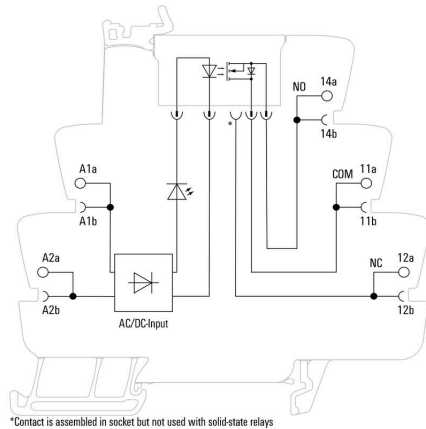 NO
14a
14b
*
A1a
A1b
COM
11a
11b
A2a
A2b
NC
12a
12b
AC/DC-Input
*Contact is assembled in socket but not used with solid-state relays